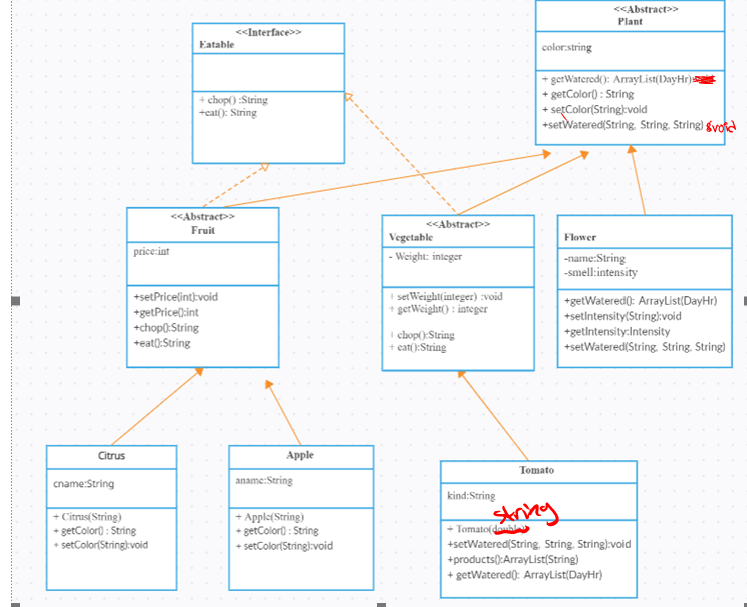 <<Interface>>
Eatable
+ chop() :String
+eat(): String
<<Abstract>>
Plant
color:string
+ getWatered(): ArrayList(DayHr)
+ getColor() : String
+ setColor(String):void
+setWatered(String, String, String) :void
<<Abstract>>
Fruit
price:int
+setPrice(int):void
+getPrice():int
+chop():String
+eat():String
<<Abstract>>
Vegetable
- Weight: integer
+ setWeight(integer) :void
+ getWeight() : integer
+ chop():String
+ eat():String
Flower
-name:String;
-smell:intensity
+getWatered(): ArrayList(DayHr)
+setIntensity(String):void
+getIntensity:Intensity
+setWatered(String, String, String)
Citrus
cname:String
+ Citrus(String)
+ getColor() : String
+ setColor(String):void
Apple
aname:String
+ Apple(String)
+ getColor() : String
+ setColor(String):void
Tomato
kind:String
string
+ Tomato(double)
+setWatered(String, String, String):void
+products():ArrayList(String)
+ getWatered(): ArrayList(DayHr)